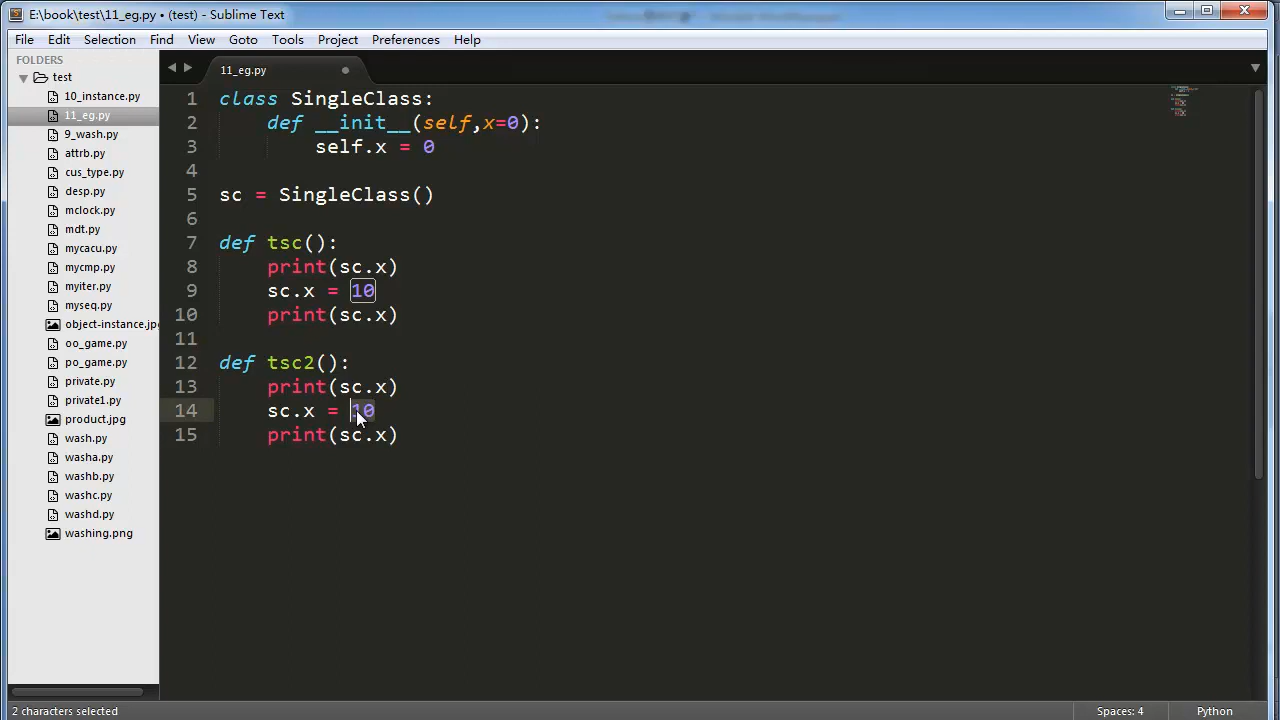 E:\book\test\11_eg.py • (test) - Sublime Text
File Edit Selection Find View Goto Tools Project Preferences Help
FOLDERS
test
10_instance.py
11_eg.py
9_wash.py
attrb.py
cus_type.py
desp.py
mclock.py
mdt.py
mycacu.py
mycmp.py
myiter.py
myseq.py
object-instance.jpg
oo_game.py
po_game.py
private.py
private1.py
product.jpg
wash.py
washa.py
washb.py
washc.py
washd.py
washing.png
11_eg.py
1 class SingleClass:
2 def __init__(self,x=0):
3 self.x = 0
4
5 sc = SingleClass()
6
7 def tsc():
8 print(sc.x)
9 sc.x = 10
10 print(sc.x)
11
12 def tsc2():
13 print(sc.x)
14 sc.x = 10
15 print(sc.x)
2 characters selected
Spaces: 4
Python